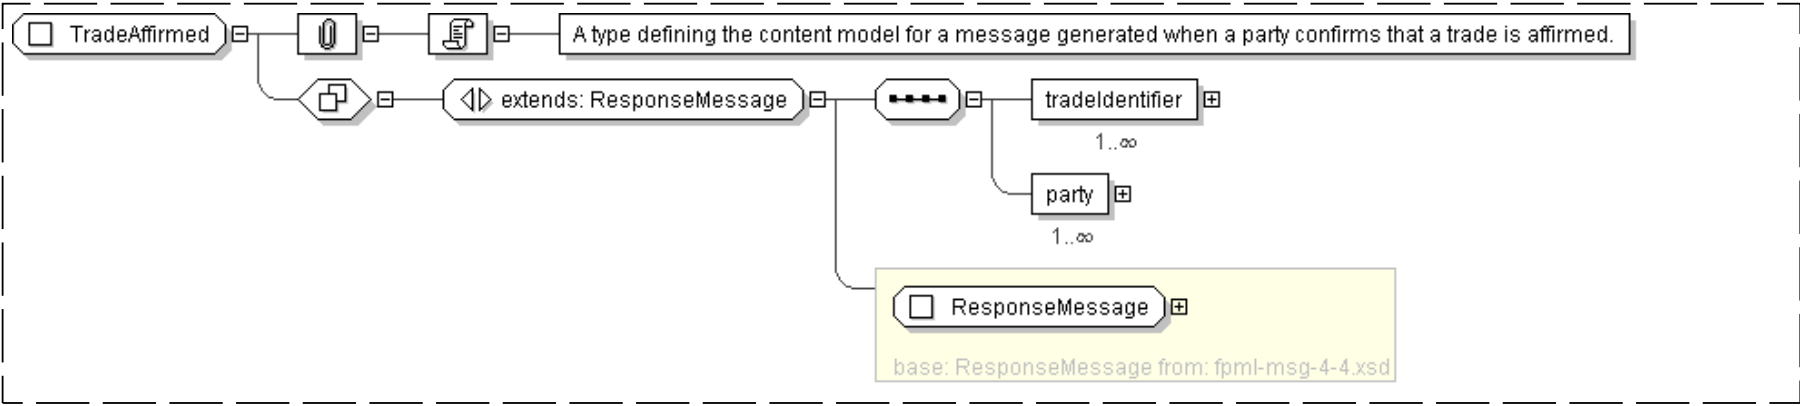 TradeAffirmed
A type defining the content model for a message generated when a party confirms that a trade is affirmed.
extends: ResponseMessage
tradeIdentifier
1..∞
party
1..∞
ResponseMessage
base: ResponseMessage from: fpml-msg-4-4.xsd